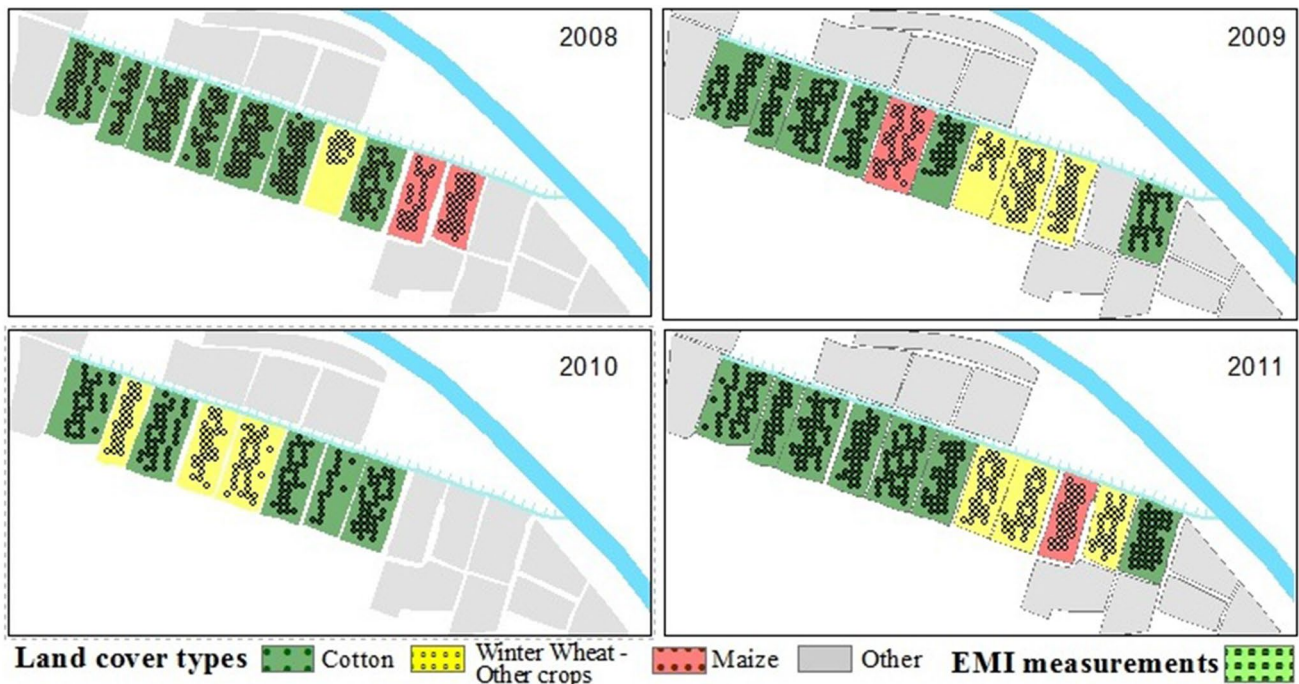 2008
2009
2010
2011
Land cover types Cotton Winter Wheat - Other crops Maize Other EMI measurements